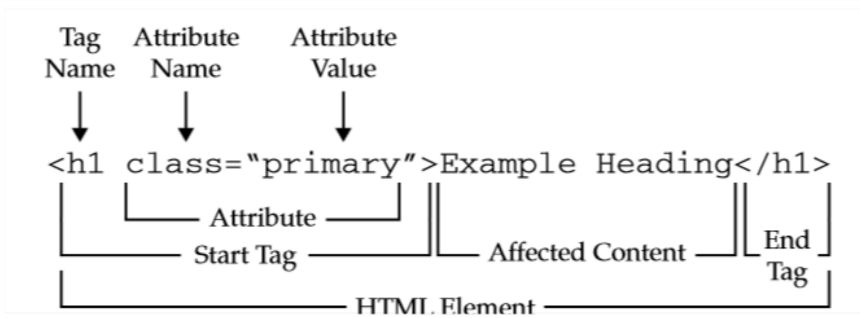 Tag Attribute Attribute
Name Name Value
<h1 class=“primary”>Example Heading</h1>
Attribute
Start Tag
Affected Content
End
Tag
HTML Element